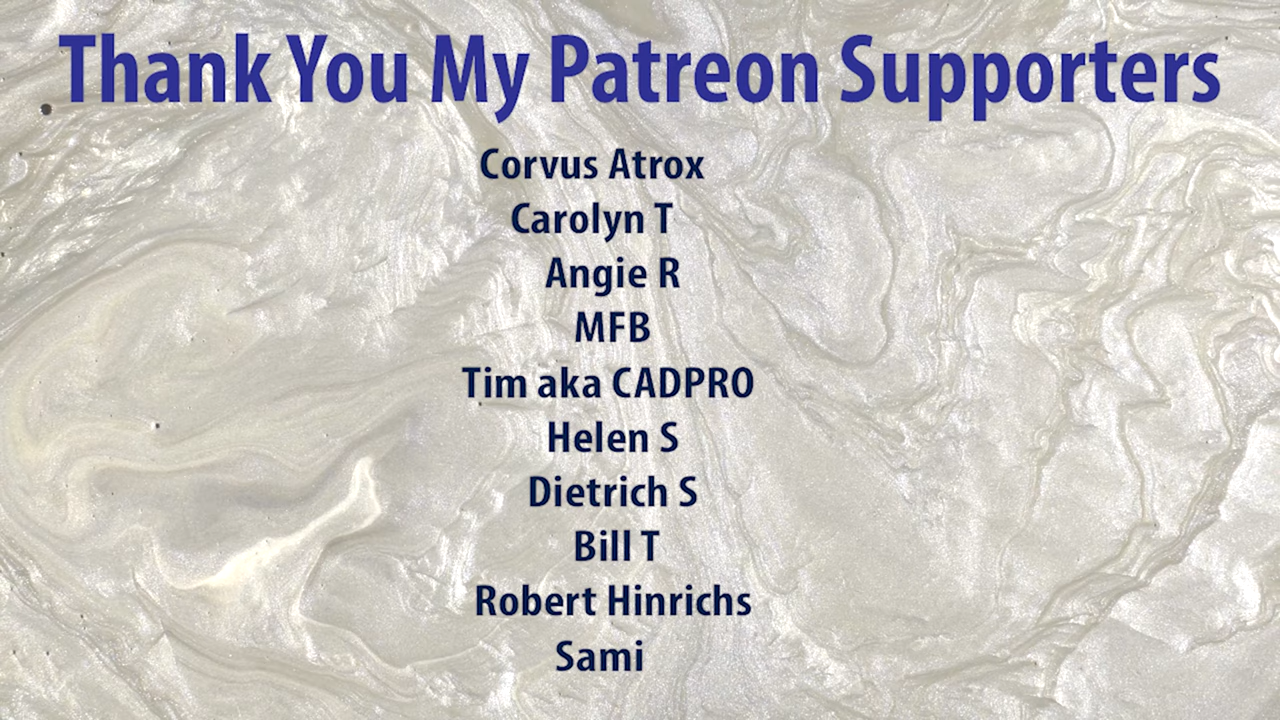 Thank You My Patreon Supporters
Corvus Atrox
Carolyn T
Angie R
MFB
Tim aka CADPRO
Helen S
Dietrich S
Bill T
Robert Hinrichs
Sami